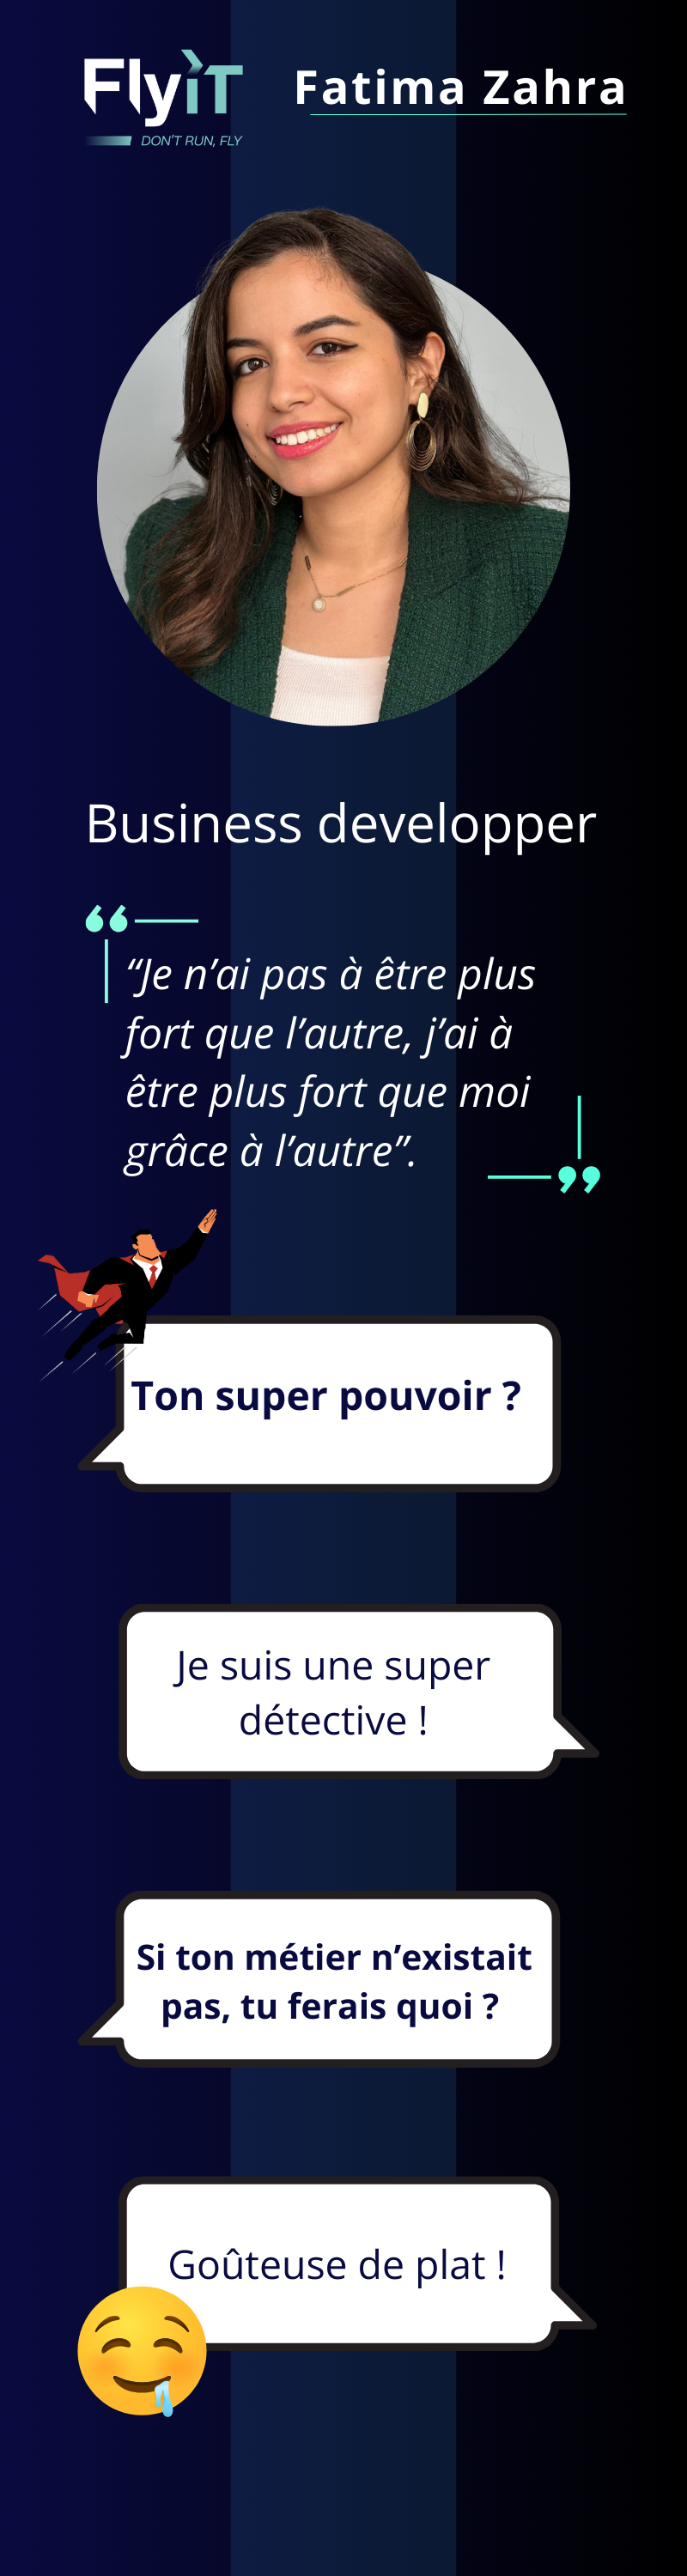 FlyiT
DON'T RUN, FLY
Fatima Zahra
Business developper
“Je n’ai pas à être plus
fort que l’autre, j’ai à
être plus fort que moi
grâce à l’autre”.
Ton super pouvoir ?
Je suis une super
détective !
Si ton métier n’existait
pas, tu ferais quoi ?
Goûteuse de plat !